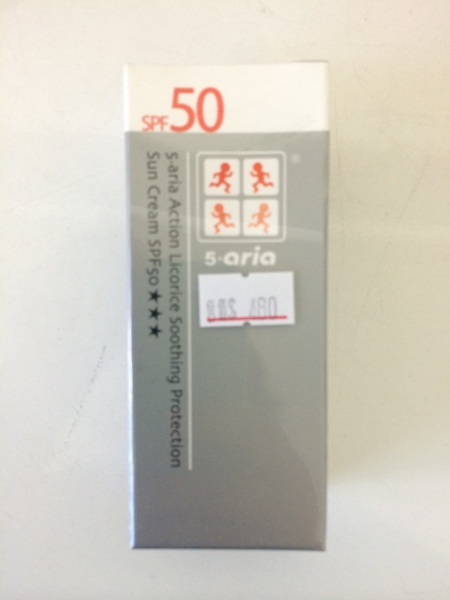 SPF50
5-aria Action Licorice Soothing Protection
Sun Cream SPF50★★★
5-aria